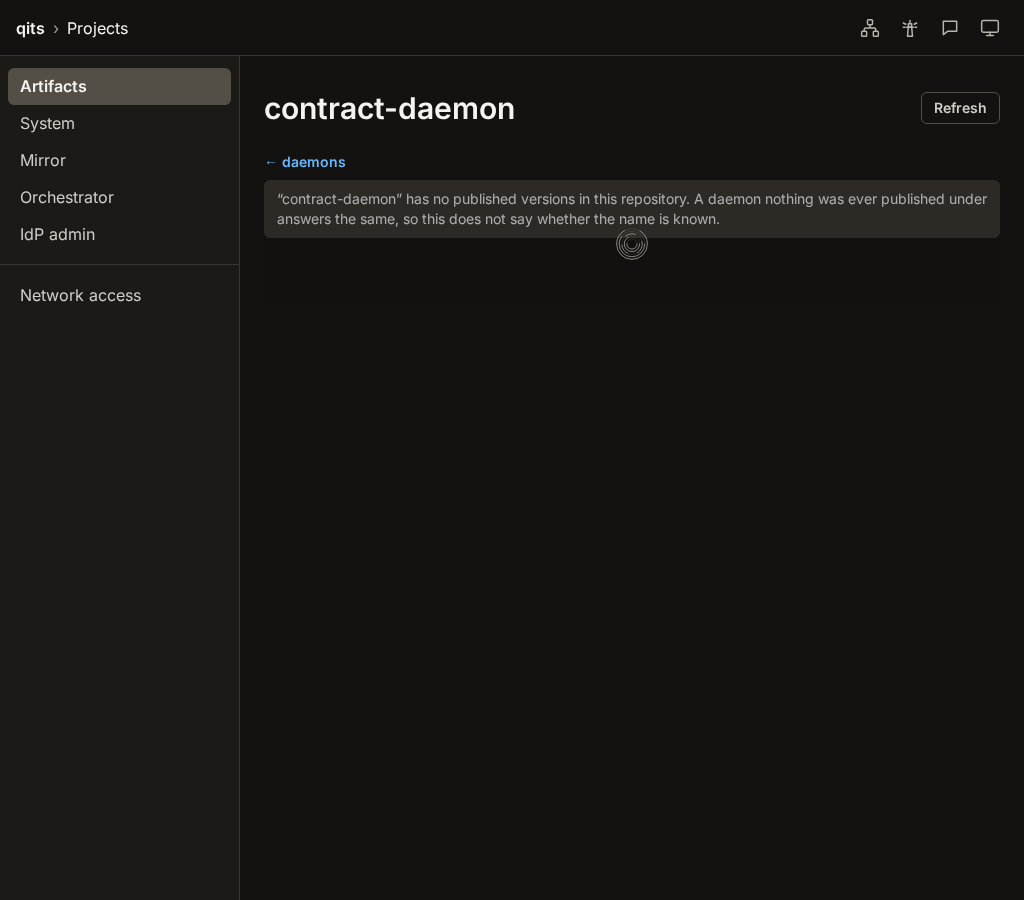 qits › Projects
Artifacts
System
Mirror
Orchestrator
IdP admin
Network access
contract-daemon
Refresh
← daemons
“contract-daemon” has no published versions in this repository. A daemon nothing was ever published under
answers the same, so this does not say whether the name is known.